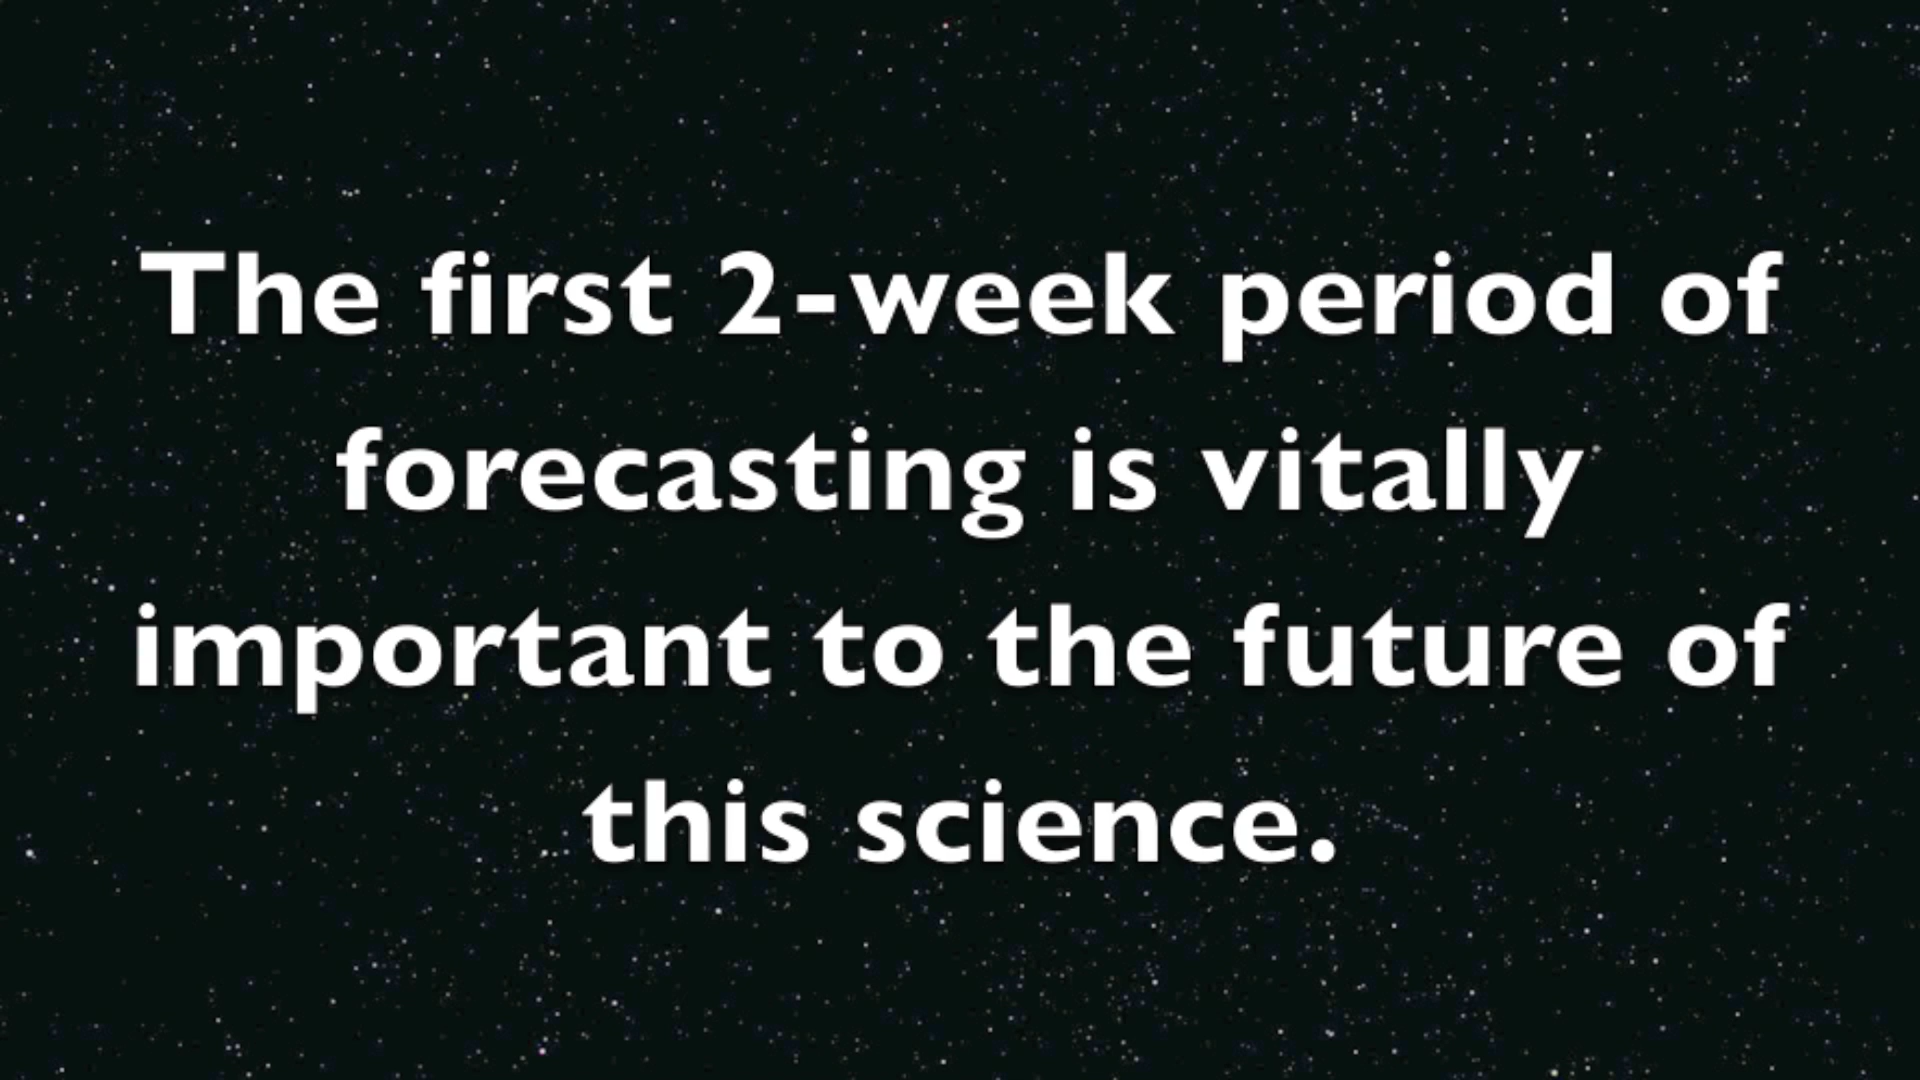 The first 2-week period of
forecasting is vitally
important to the future of
this science.